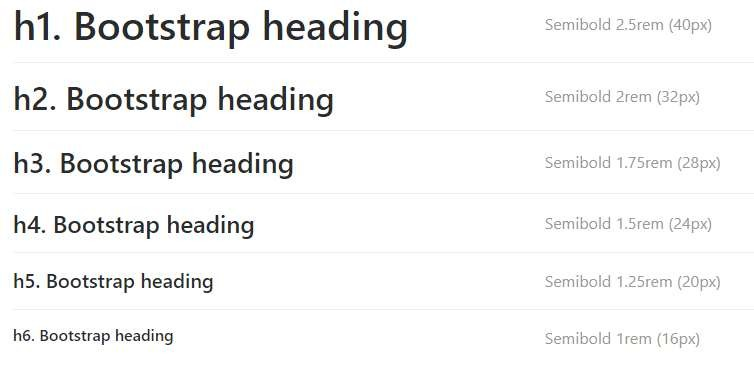 h1. Bootstrap heading Semibold 2.5rem (40px)
h2. Bootstrap heading Semibold 2rem (32px)
h3. Bootstrap heading Semibold 1.75rem (28px)
h4. Bootstrap heading Semibold 1.5rem (24px)
h5. Bootstrap heading Semibold 1.25rem (20px)
h6. Bootstrap heading Semibold 1rem (16px)